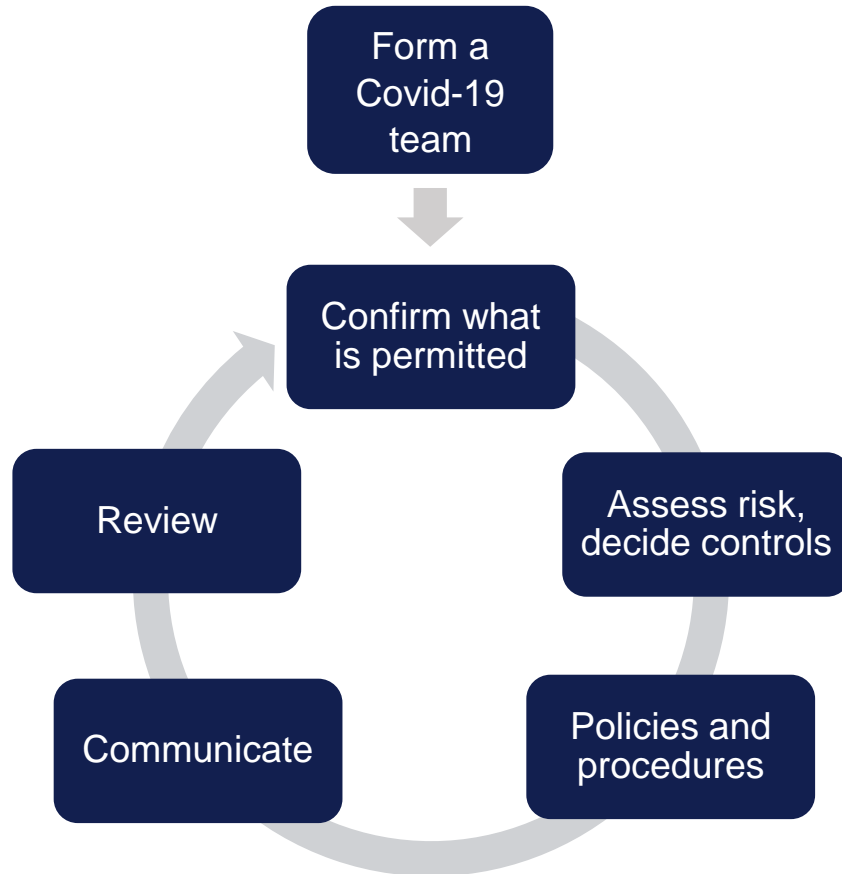 Form a
Covid-19
team
Confirm what
is permitted
Assess risk,
decide controls
Policies and
procedures
Communicate
Review